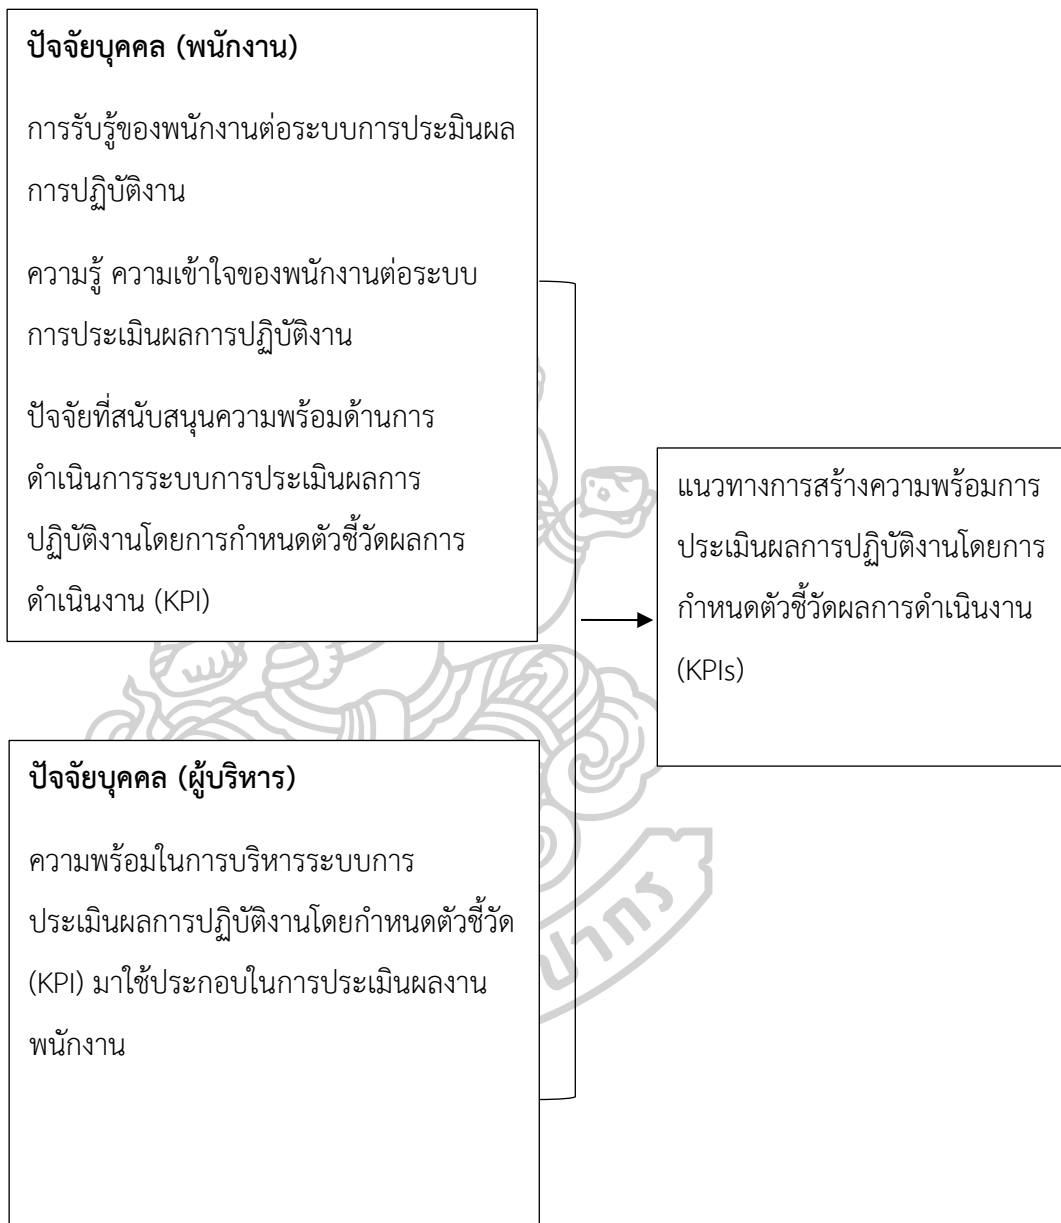 ปัจจัยบุคคล (พนักงาน)
การรับรู้ของพนักงานต่อระบบการประมินผล
การปฏิบัติงาน
ความรู้ ความเข้าใจของพนักงานต่อระบบ
การประเมินผลการปฏิบัติงาน
ปัจจัยที่สนับสนุนความพร้อมด้านการ
ดำเนินการระบบการประเมินผลการ
ปฏิบัติงานโดยการกำหนดตัวชี้วัดผลการ
ดำเนินงาน (KPI)
แนวทางการสร้างความพร้อมการ
ประเมินผลการปฏิบัติงานโดยการ
กำหนดตัวชี้วัดผลการดำเนินงาน
(KPIs)
ปัจจัยบุคคล (ผู้บริหาร)
ความพร้อมในการบริหารระบบการ
ประเมินผลการปฏิบัติงานโดยกำหนดตัวชี้วัด
(KPI) มาใช้ประกอบในการประเมินผลงาน
พนักงาน
ปากร